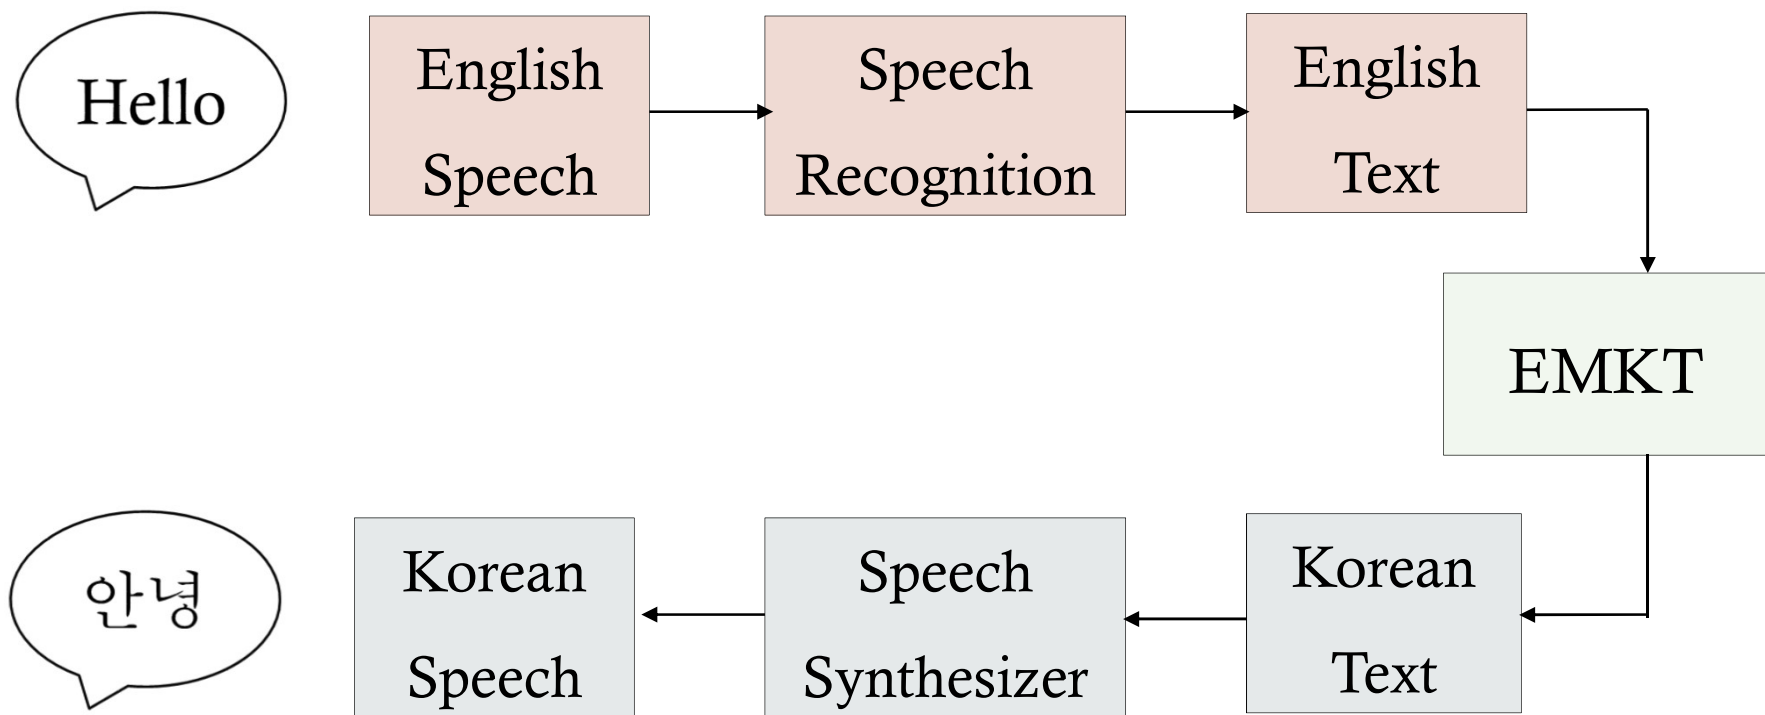 Hello
English
Speech
Speech
Recognition
English
Text
EMKT
안녕
Korean
Speech
Speech
Synthesizer
Korean
Text